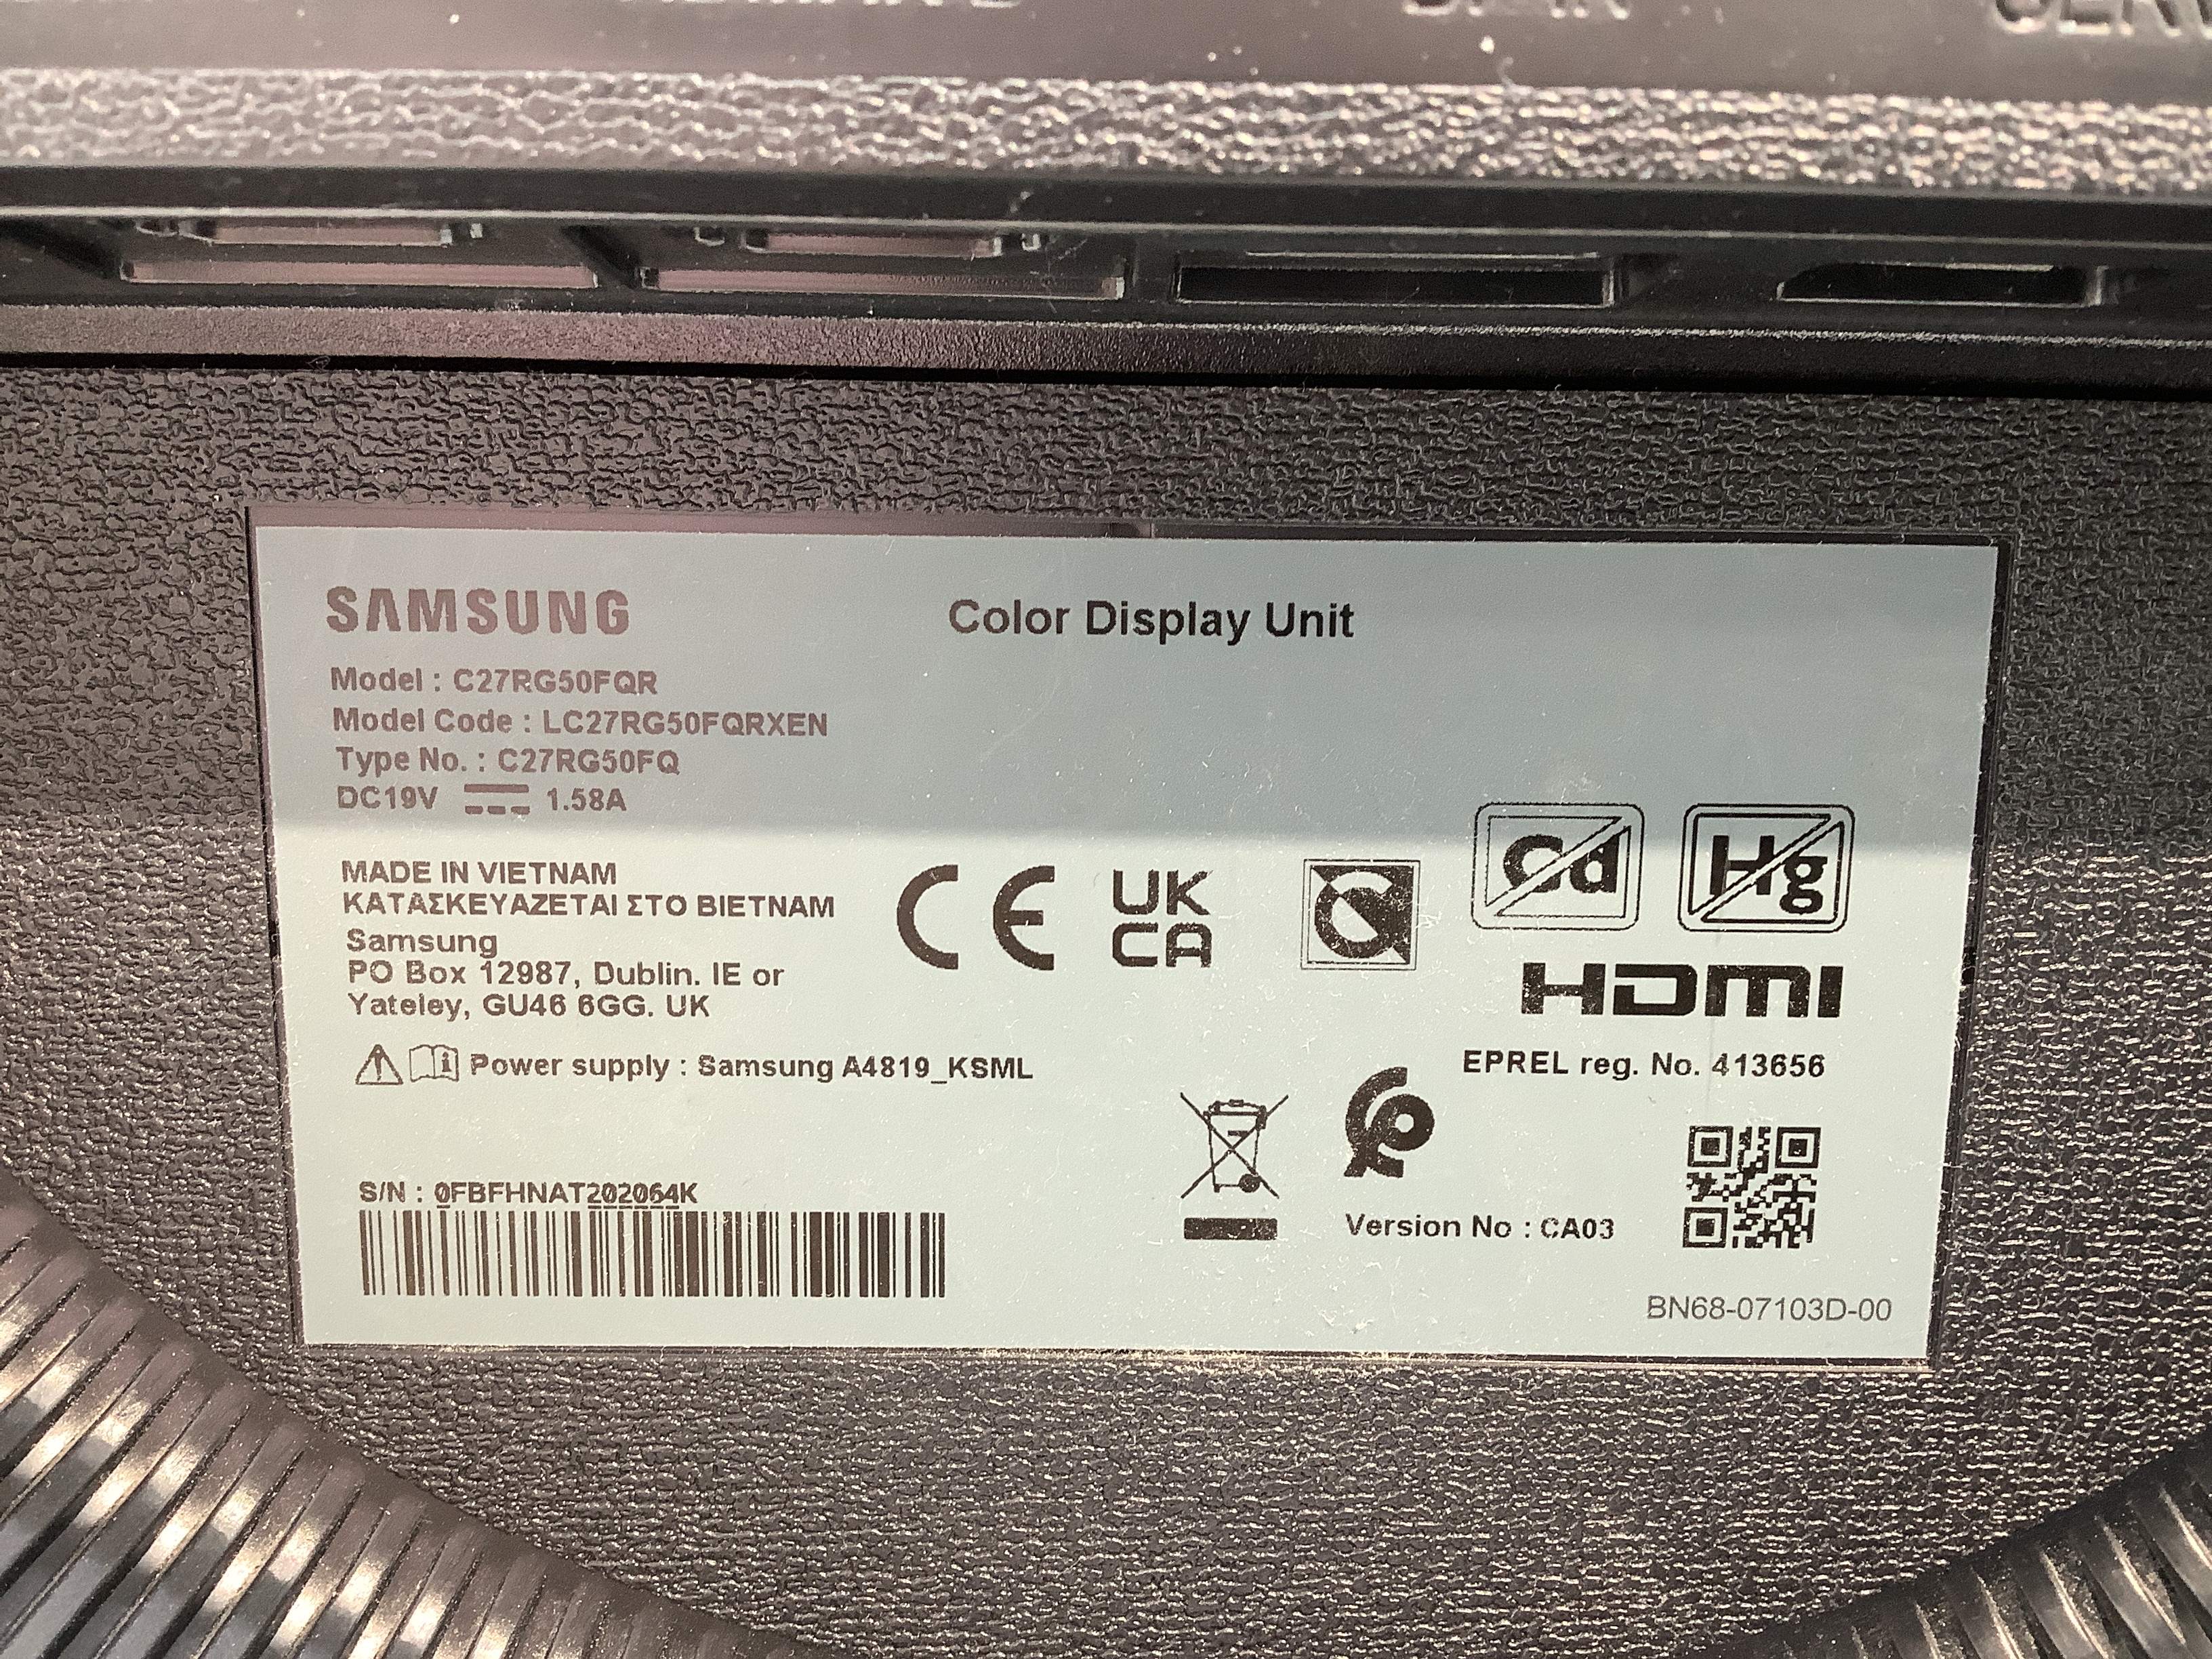 SAMSUNG
Color Display Unit
Model : C27RG50FQR
Model Code : LC27RG50FQRXEN
Type No. : C27RG50FQ
DC19V 1.58A
MADE IN VIETNAM
ΚΑΤΑΣΚΕΥΑΖΕΤΑΙ ΣΤΟ ΒΙΕΤΝΑΜ
Samsung
PO Box 12987, Dublin. IE or
Yateley, GU46 6GG. UK
CE
UK
CA
Cd
Hg
HDMI
Power supply : Samsung A4819_KSML
EPREL reg. No. 413656
S/N : 0FBFHNAT202064K
Version No : CA03
BN68-07103D-00